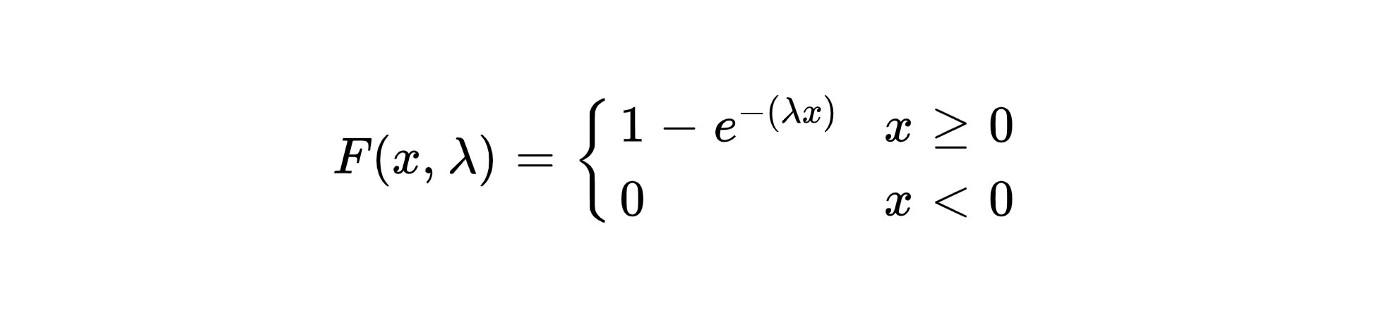 F(x, λ) = { 1 − e^{−(λx)} x ≥ 0
0 x < 0